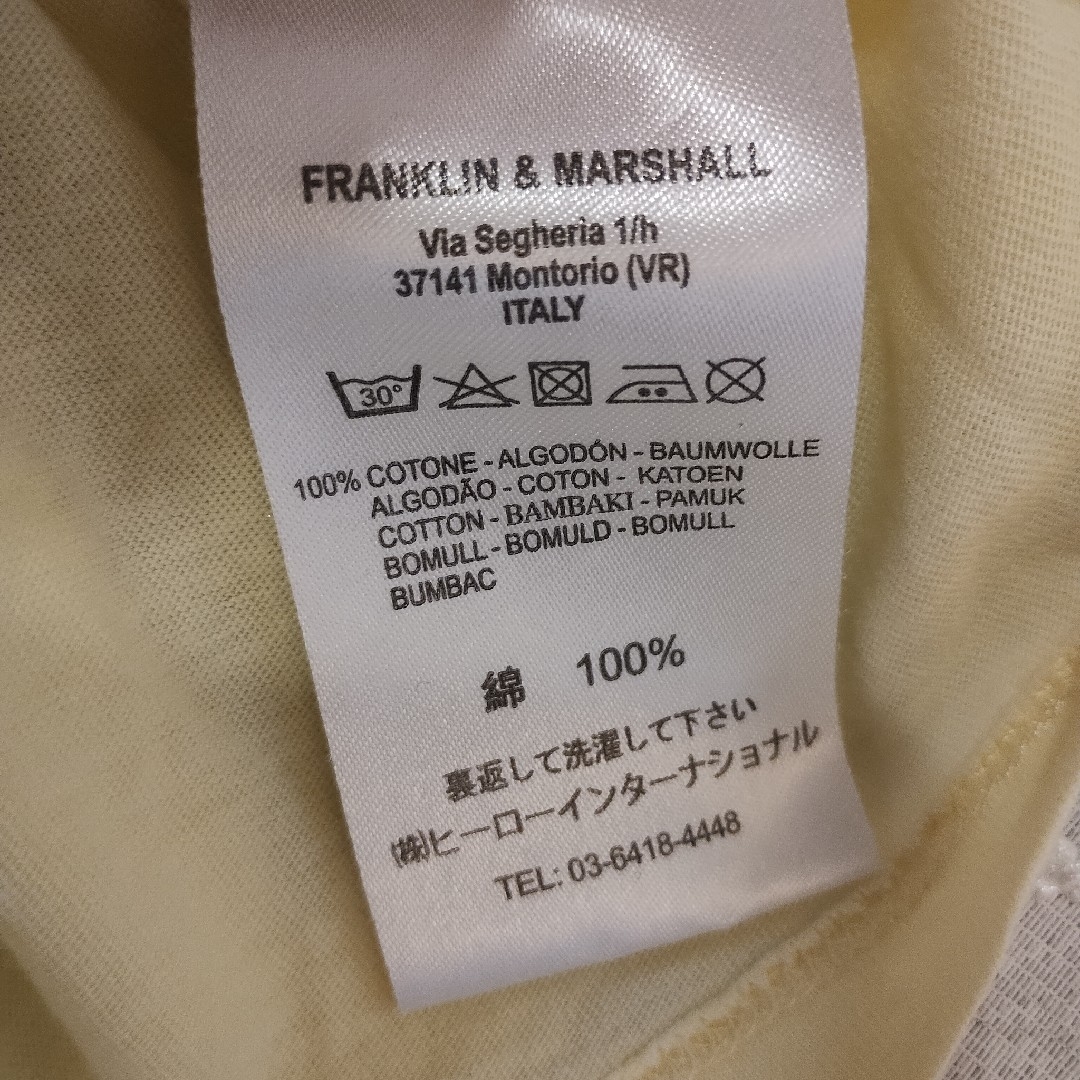 FRANKLIN & MARSHALL
Via Segheria 1/h
37141 Montorio (VR)
ITALY
30°
100% COTONE - ALGODÓN - BAUMWOLLE
ALGODÃO - COTON - KATOEN
COTTON - BAMBAKI - PAMUK
BOMULL - BOMULD - BOMULL
BUMBAC
綿 100%
裏返して洗濯して下さい
㈱ヒーローインターナショナル
TEL: 03-6418-4448